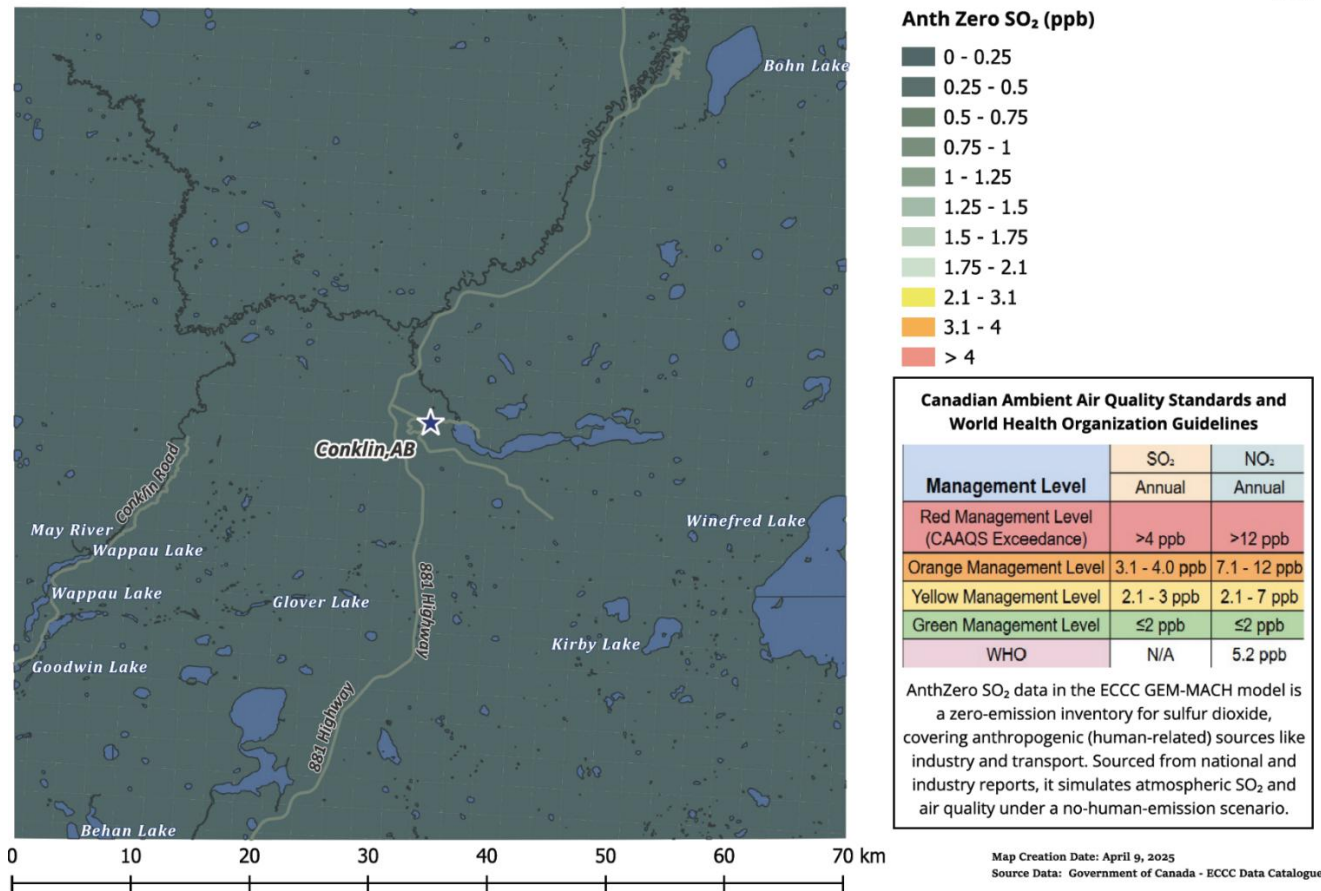 Bohn Lake
Conklin,AB
Conklin Road
May River
Wappau Lake
Wappau Lake
Winefred Lake
881 Highway
Glover Lake
Kirby Lake
Goodwin Lake
881 Highway
Behan Lake
0 10 20 30 40 50 60 70 km
Anth Zero SO₂ (ppb)
0 - 0.25
0.25 - 0.5
0.5 - 0.75
0.75 - 1
1 - 1.25
1.25 - 1.5
1.5 - 1.75
1.75 - 2.1
2.1 - 3.1
3.1 - 4
> 4
Canadian Ambient Air Quality Standards and
World Health Organization Guidelines
SO₂ NO₂
Management Level Annual Annual
Red Management Level
(CAAQS Exceedance) >4 ppb >12 ppb
Orange Management Level 3.1 - 4.0 ppb 7.1 - 12 ppb
Yellow Management Level 2.1 - 3 ppb 2.1 - 7 ppb
Green Management Level ≤2 ppb ≤2 ppb
WHO N/A 5.2 ppb
AnthZero SO₂ data in the ECCC GEM-MACH model is
a zero-emission inventory for sulfur dioxide,
covering anthropogenic (human-related) sources like
industry and transport. Sourced from national and
industry reports, it simulates atmospheric SO₂ and
air quality under a no-human-emission scenario.
Map Creation Date: April 9, 2025
Source Data: Government of Canada - ECCC Data Catalogue